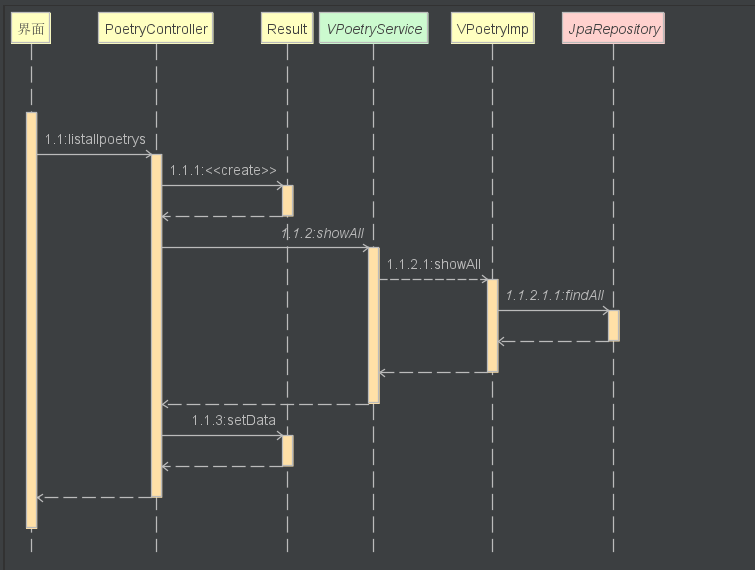 界面
PoetryController
Result
VPoetryService
VPoetryImp
JpaRepository
1.1:listallpoetrys
1.1.1:<<create>>
1.1.2:showAll
1.1.2.1:showAll
1.1.2.1.1:findAll
1.1.3:setData